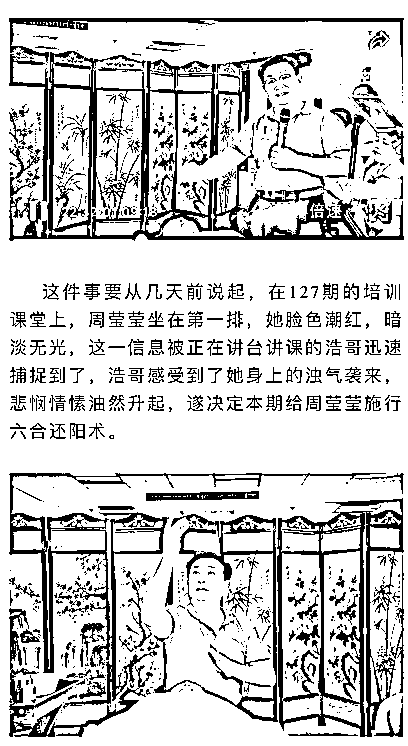 倍速
这件事要从几天前说起，在127期的培训
课堂上，周莹莹坐在第一排，她脸色潮红，暗
淡无光，这一信息被正在讲台讲课的浩哥迅速
捕捉到了，浩哥感受到了她身上的浊气袭来，
悲悯情愫油然升起，遂决定本期给周莹莹施行
六合还阳术。